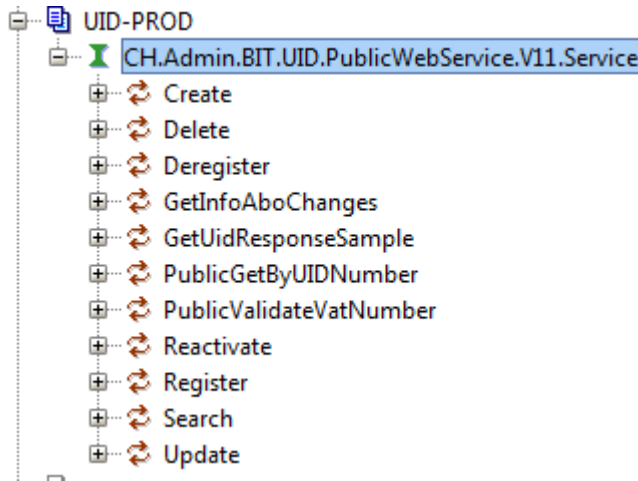 UID-PROD
CH.Admin.BIT.UID.PublicWebService.V11.Service
Create
Delete
Deregister
GetInfoAboChanges
GetUidResponseSample
PublicGetByUIDNumber
PublicValidateVatNumber
Reactivate
Register
Search
Update